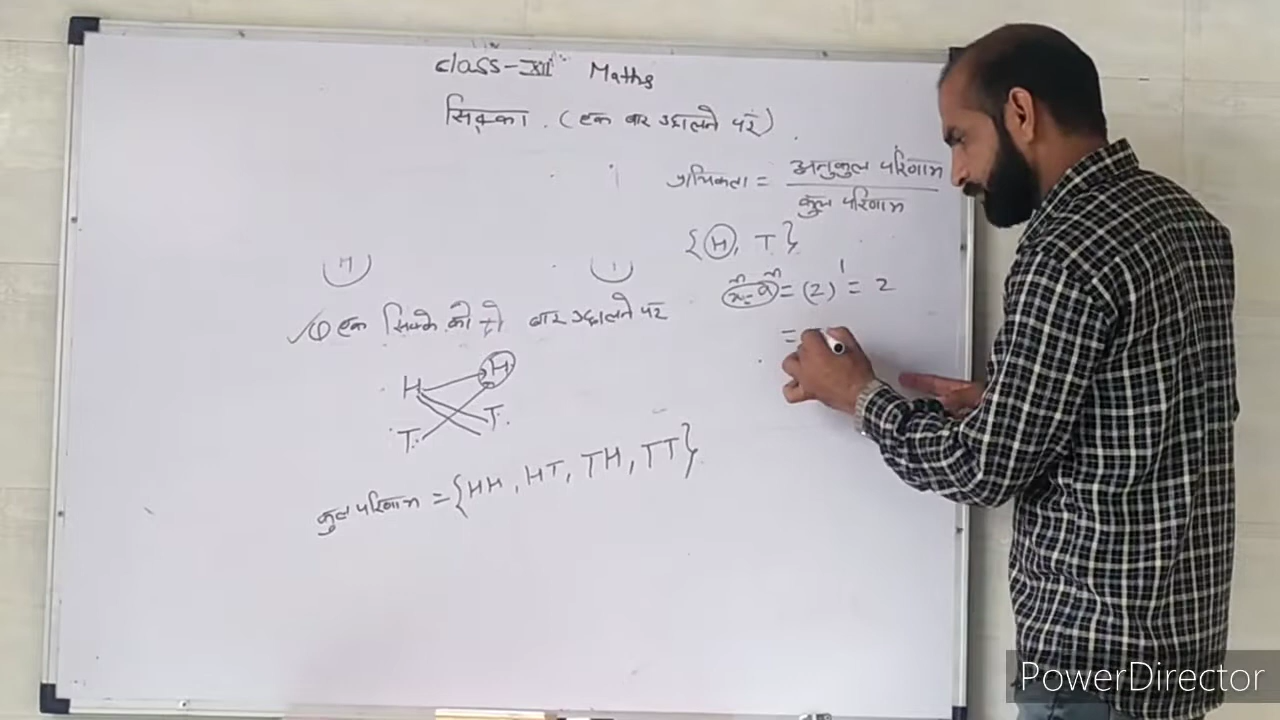 class-XII Maths
सिक्का. (एक बार उछालने पर)
प्रायिकता = अनुकुल परिणाम
कुल परिणाम
{H, T}
= (2)¹ = 2
H
① एक सिक्के को दो बार उछालने पर
=
H H
T T
कुल परिणाम = {HH, HT, TH, TT}
PowerDirector